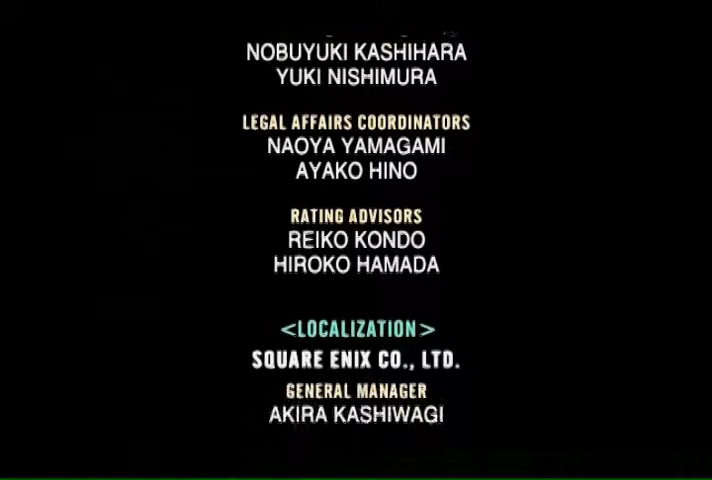 NOBUYUKI KASHIHARA
YUKI NISHIMURA
LEGAL AFFAIRS COORDINATORS
NAOYA YAMAGAMI
AYAKO HINO
RATING ADVISORS
REIKO KONDO
HIROKO HAMADA
<LOCALIZATION>
SQUARE ENIX CO., LTD.
GENERAL MANAGER
AKIRA KASHIWAGI